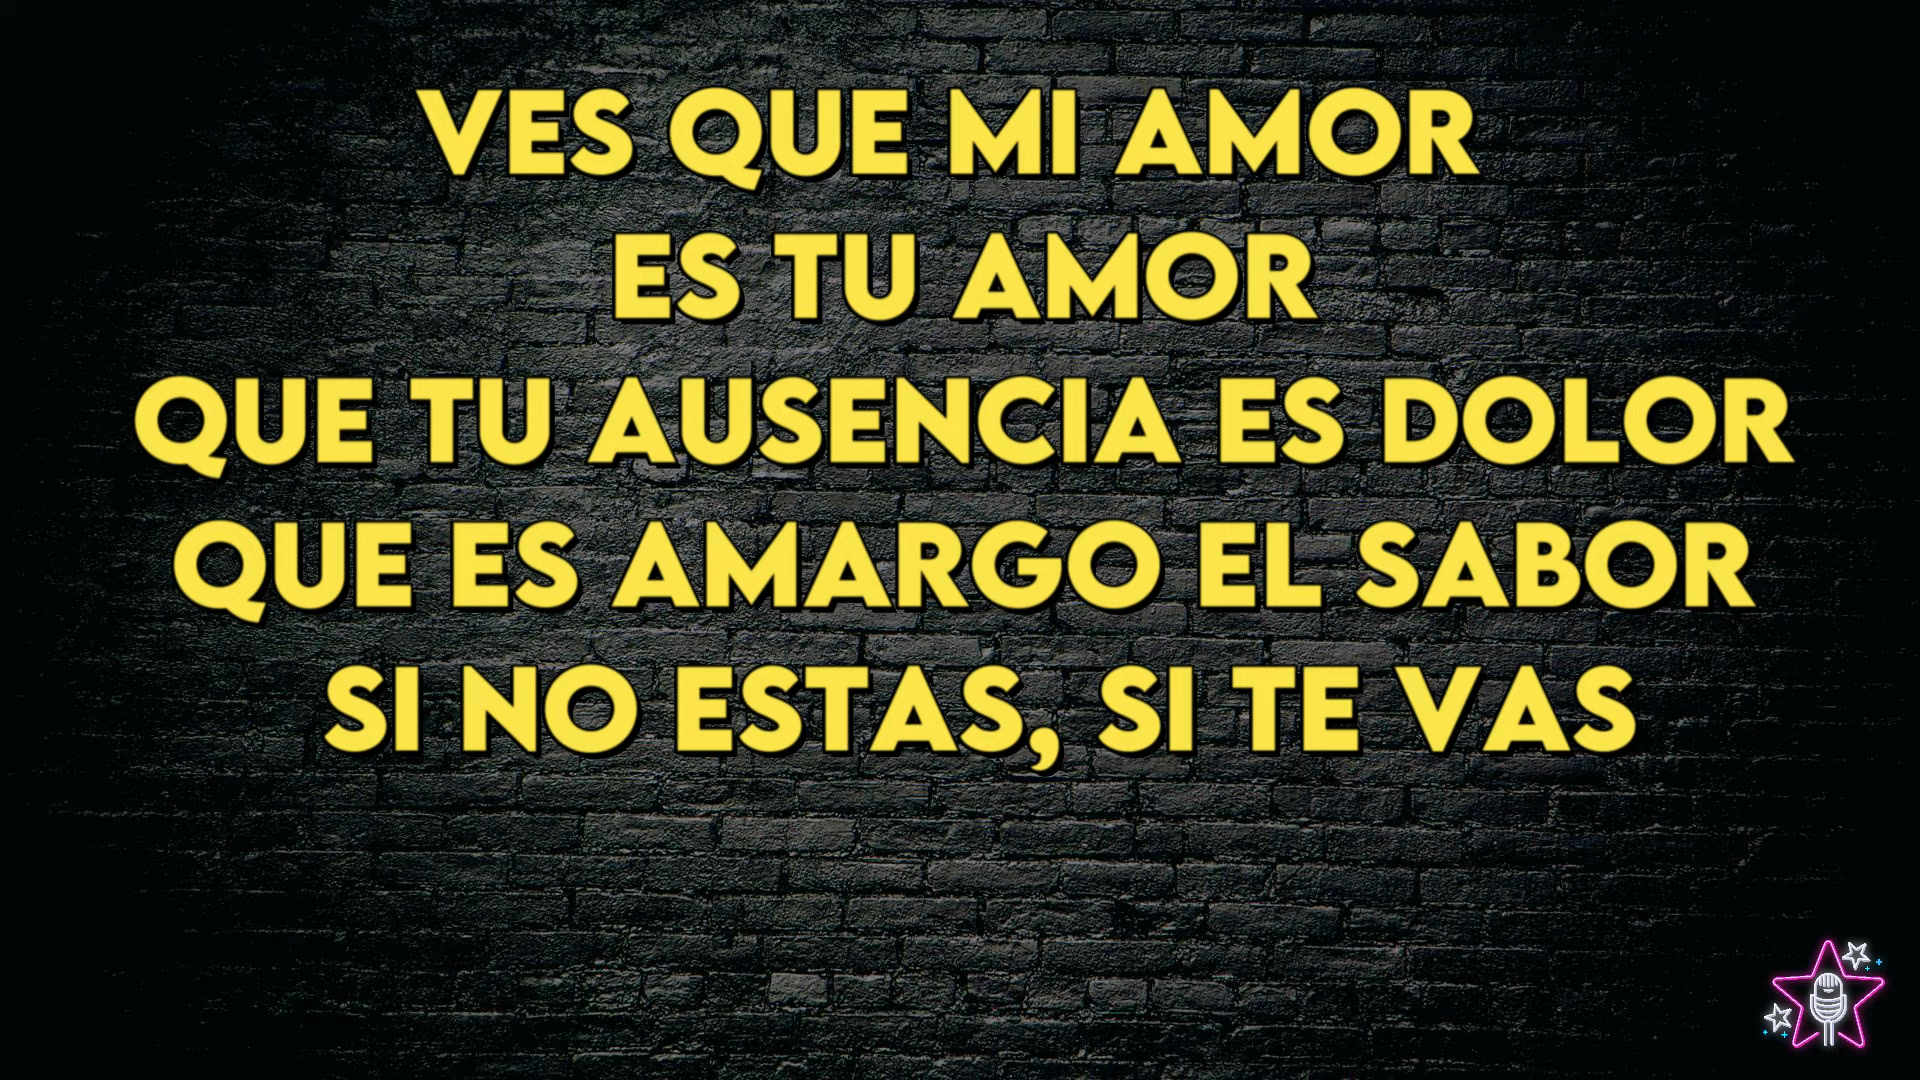 VES QUE MI AMOR
ES TU AMOR
QUE TU AUSENCIA ES DOLOR
QUE ES AMARGO EL SABOR
SI NO ESTAS, SI TE VAS